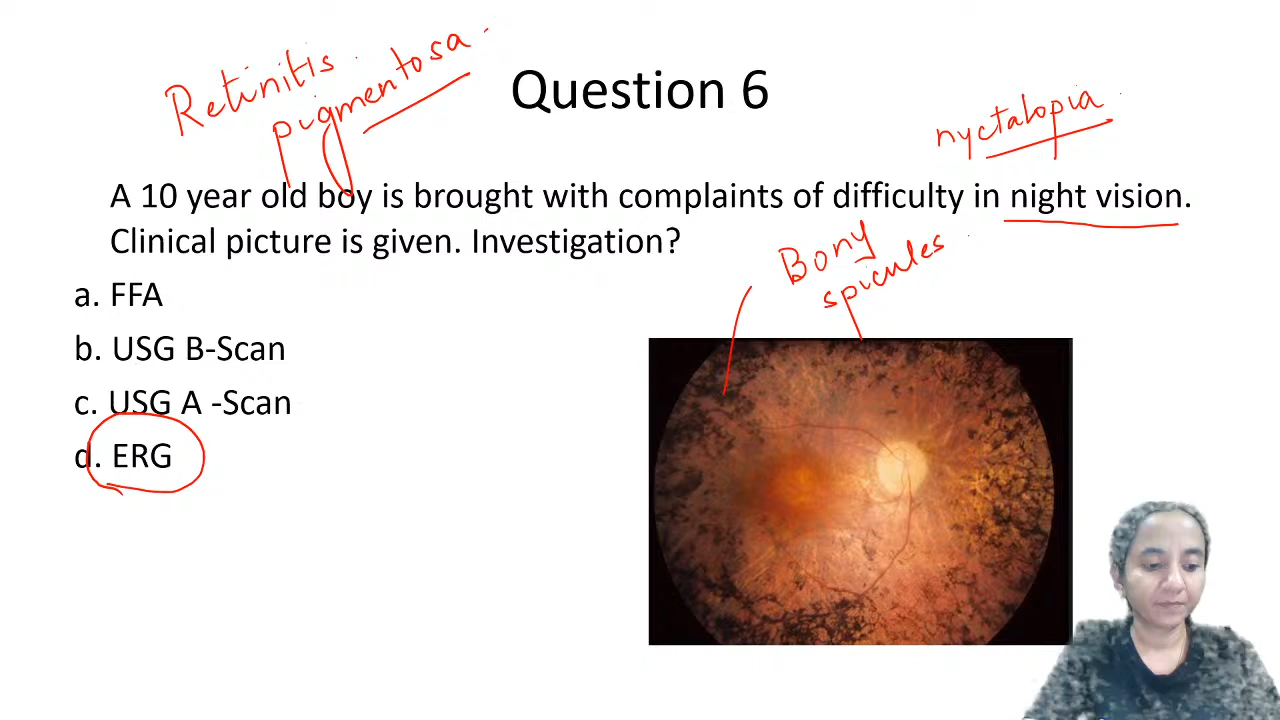 Retinitis
pigmentosa
Question 6
nyctalopia
A 10 year old boy is brought with complaints of difficulty in night vision.
Clinical picture is given. Investigation?
Bony
spicules
a. FFA
b. USG B-Scan
c. USG A -Scan
d. ERG